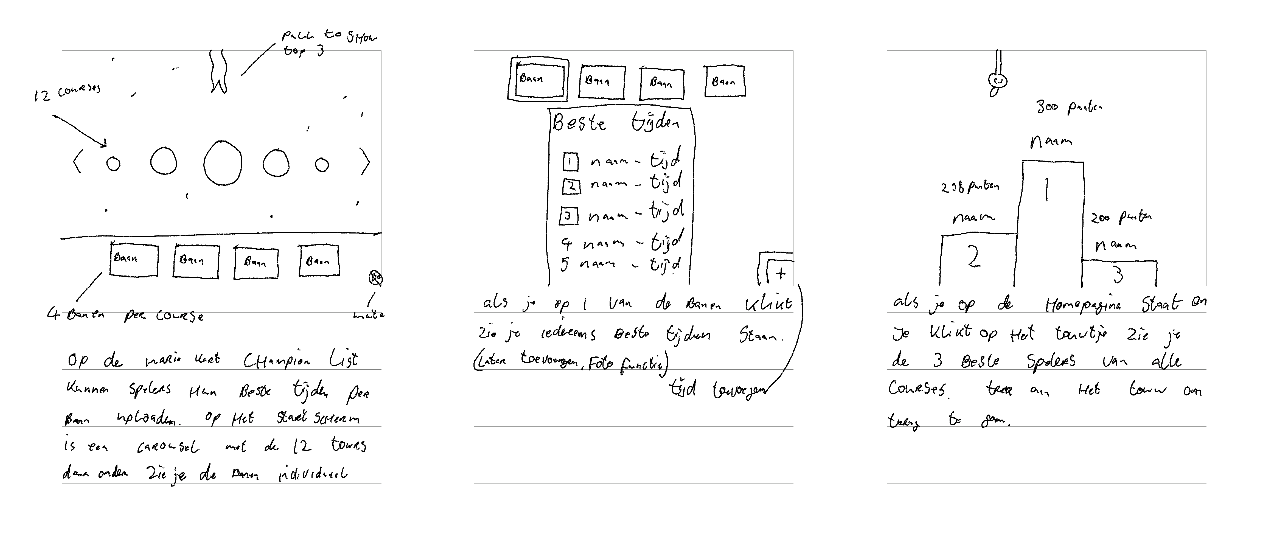 Pull to show
top 3
12 courses
Baan
Baan
Baan
Baan
4 Banen per course
mute
Op de mario kart Champion List
kunnen spelers hun beste tijden per
Baan uploaden. op het startscherm
is een carousel met de 12 tours
daar onder zie je de Banen individueel
Baan
Baan
Baan
Baan
Beste tijden
1 naam - tijd
2 naam - tijd
3 naam - tijd
4 naam - tijd
5 naam - tijd
+
als je op 1 van de Banen klikt
zie je iedereens Beste tijden staan.
(Later toevoegen, Foto functie)
tijd toevoegen
300 punten
naam
1
298 punten
naam
2
200 punten
naam
3
als je op de Homepagina staat en
Je klikt op Het touwtje zie je
de 3 Beste spelers van alle
courses. aan Het touw om
terug te gaan.